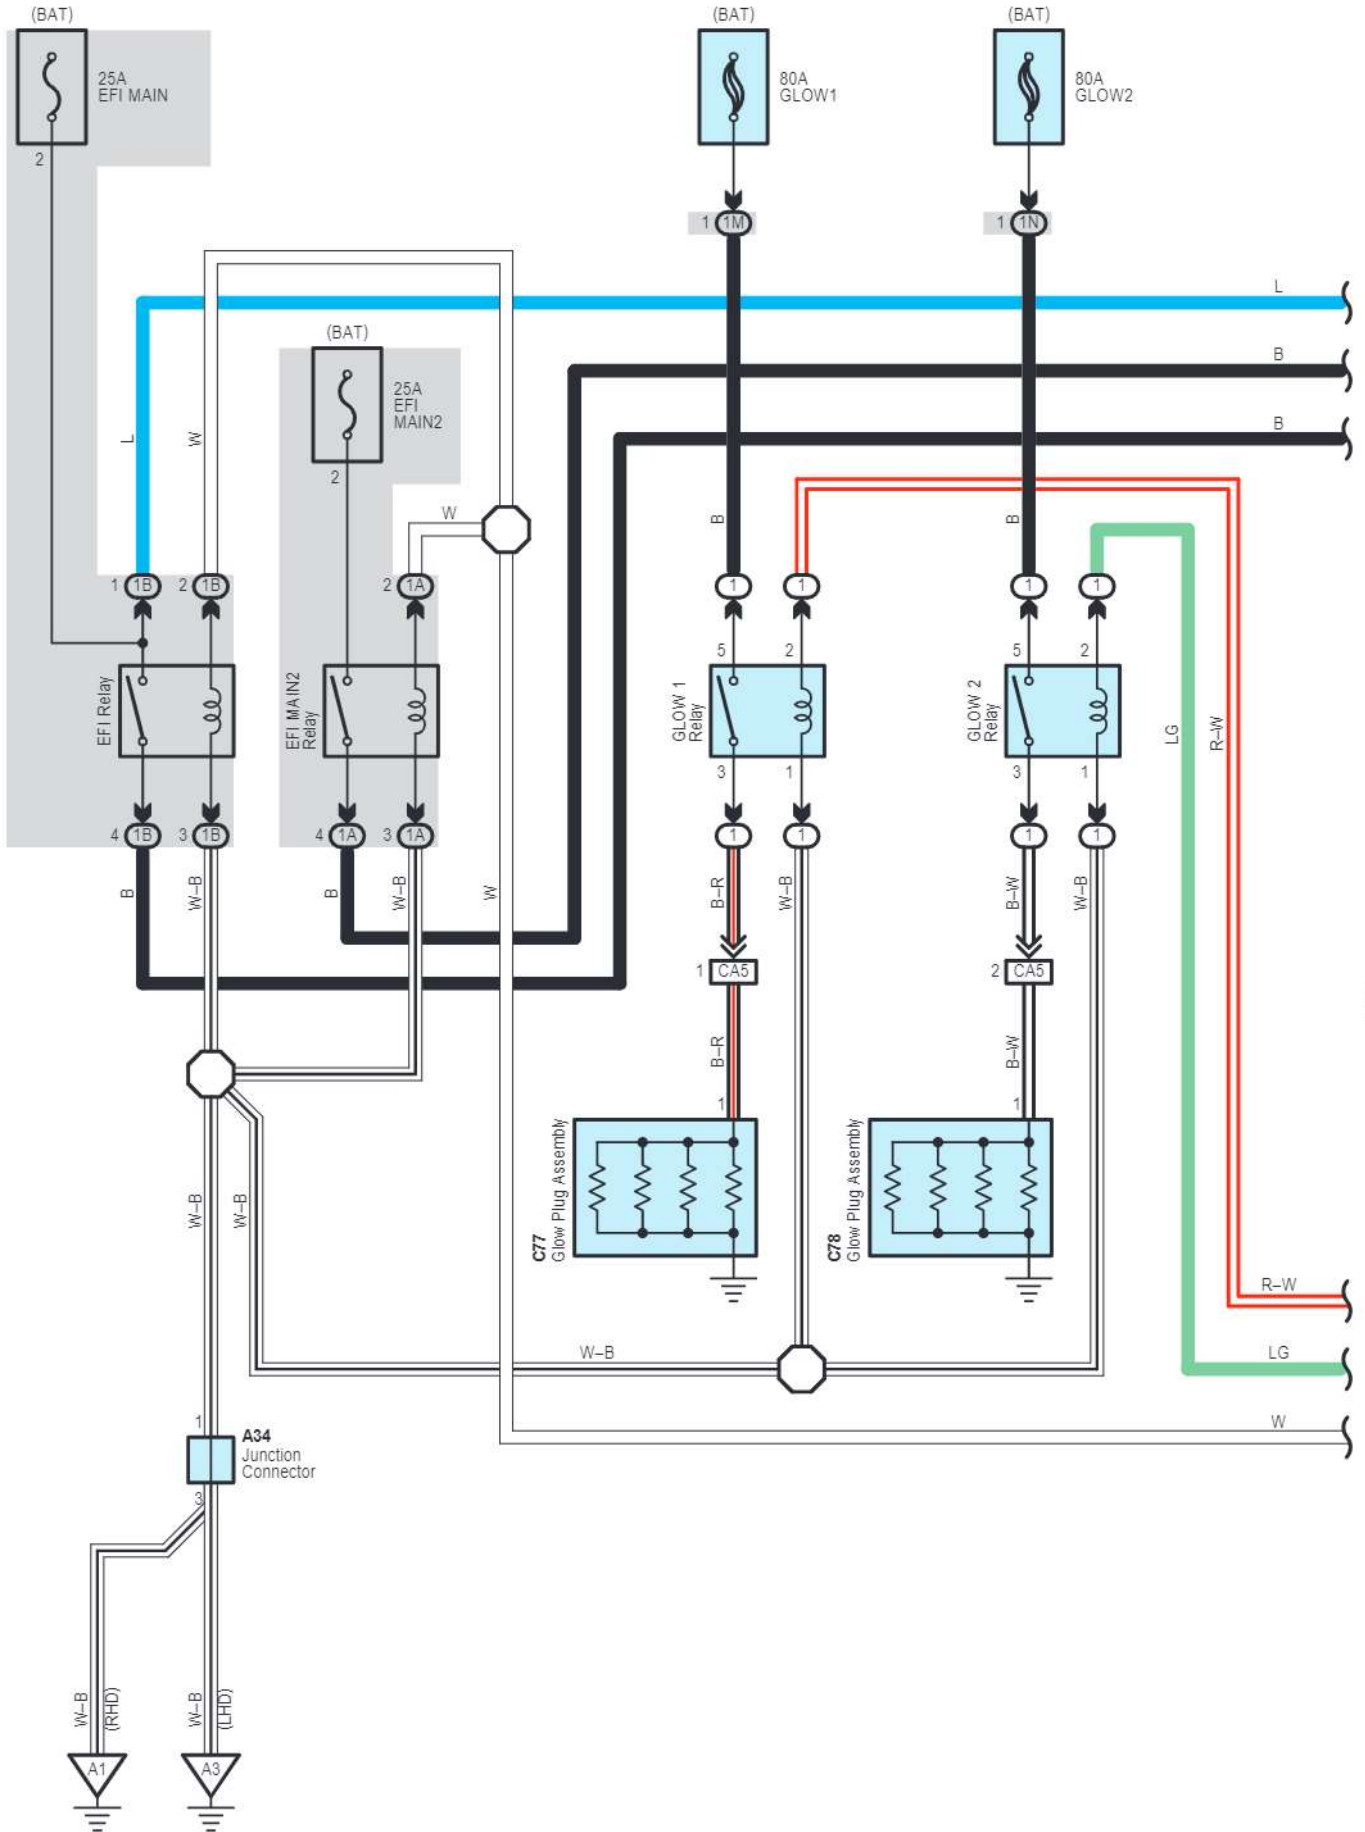 (BAT)
(BAT)
(BAT)
25A
EFI MAIN
80A
GLOW1
80A
GLOW2
2
1 1M
1 1N
L
(BAT)
B
25A
EFI
MAIN2
B
L
W
2
W
B
B
1 1B
2 1B
2 1A
1
1
1
1
5
2
5
2
EFI Relay
EFI MAIN2
Relay
GLOW 1
Relay
GLOW 2
Relay
LG
R–W
3
1
3
1
4 1B
3 1B
4 1A
3 1A
1
1
1
1
B
W–B
B
W–B
W
B–R
W–B
B–W
W–B
1 CA5
2 CA5
B–R
B–W
1
1
C77
Glow Plug Assembly
C78
Glow Plug Assembly
W–B
W–B
R–W
W–B
LG
1
W
A34
Junction
Connector
3
W–B
(RHD)
W–B
(LHD)
A1
A3